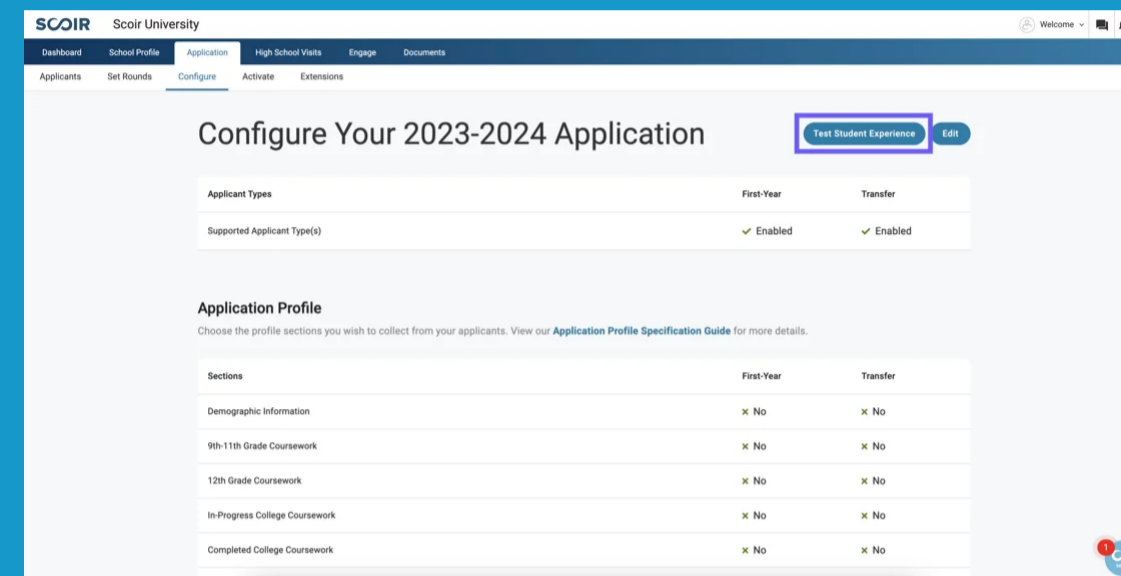 SCOIR Scoir University Welcome
Dashboard School Profile Application High School Visits Engage Documents
Applicants Set Rounds Configure Activate Extensions
Configure Your 2023-2024 Application Test Student Experience Edit
Applicant Types First-Year Transfer
Supported Applicant Type(s) Enabled Enabled
Application Profile
Choose the profile sections you wish to collect from your applicants. View our Application Profile Specification Guide for more details.
Sections First-Year Transfer
Demographic Information No No
9th-11th Grade Coursework No No
12th Grade Coursework No No
In-Progress College Coursework No No
Completed College Coursework No No
1